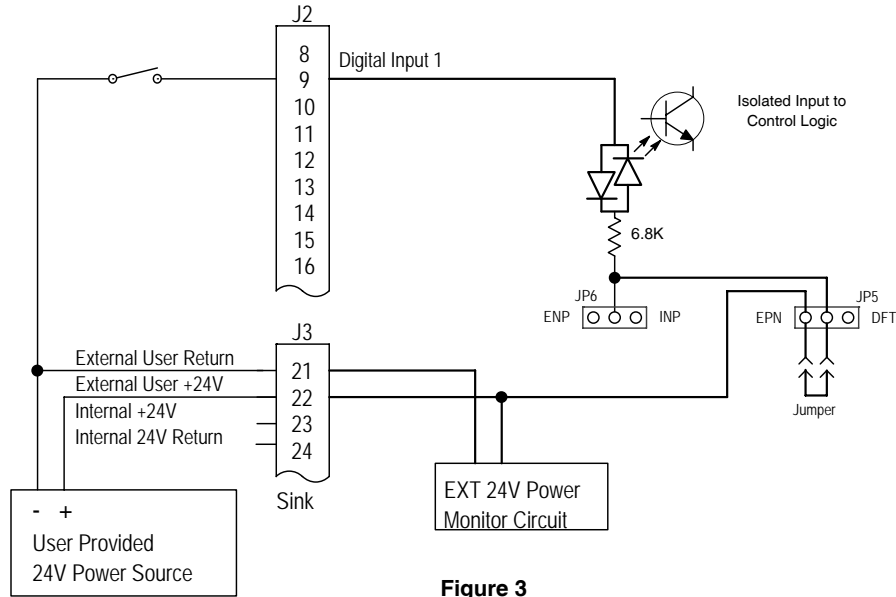 J2
8
9
10
11
12
13
14
15
16
Digital Input 1
Isolated Input to
Control Logic
6.8K
JP6
ENP
INP
JP5
EPN
DFT
Jumper
J3
External User Return
21
External User +24V
22
Internal +24V
23
Internal 24V Return
24
Sink
- +
User Provided
24V Power Source
EXT 24V Power
Monitor Circuit
Figure 3